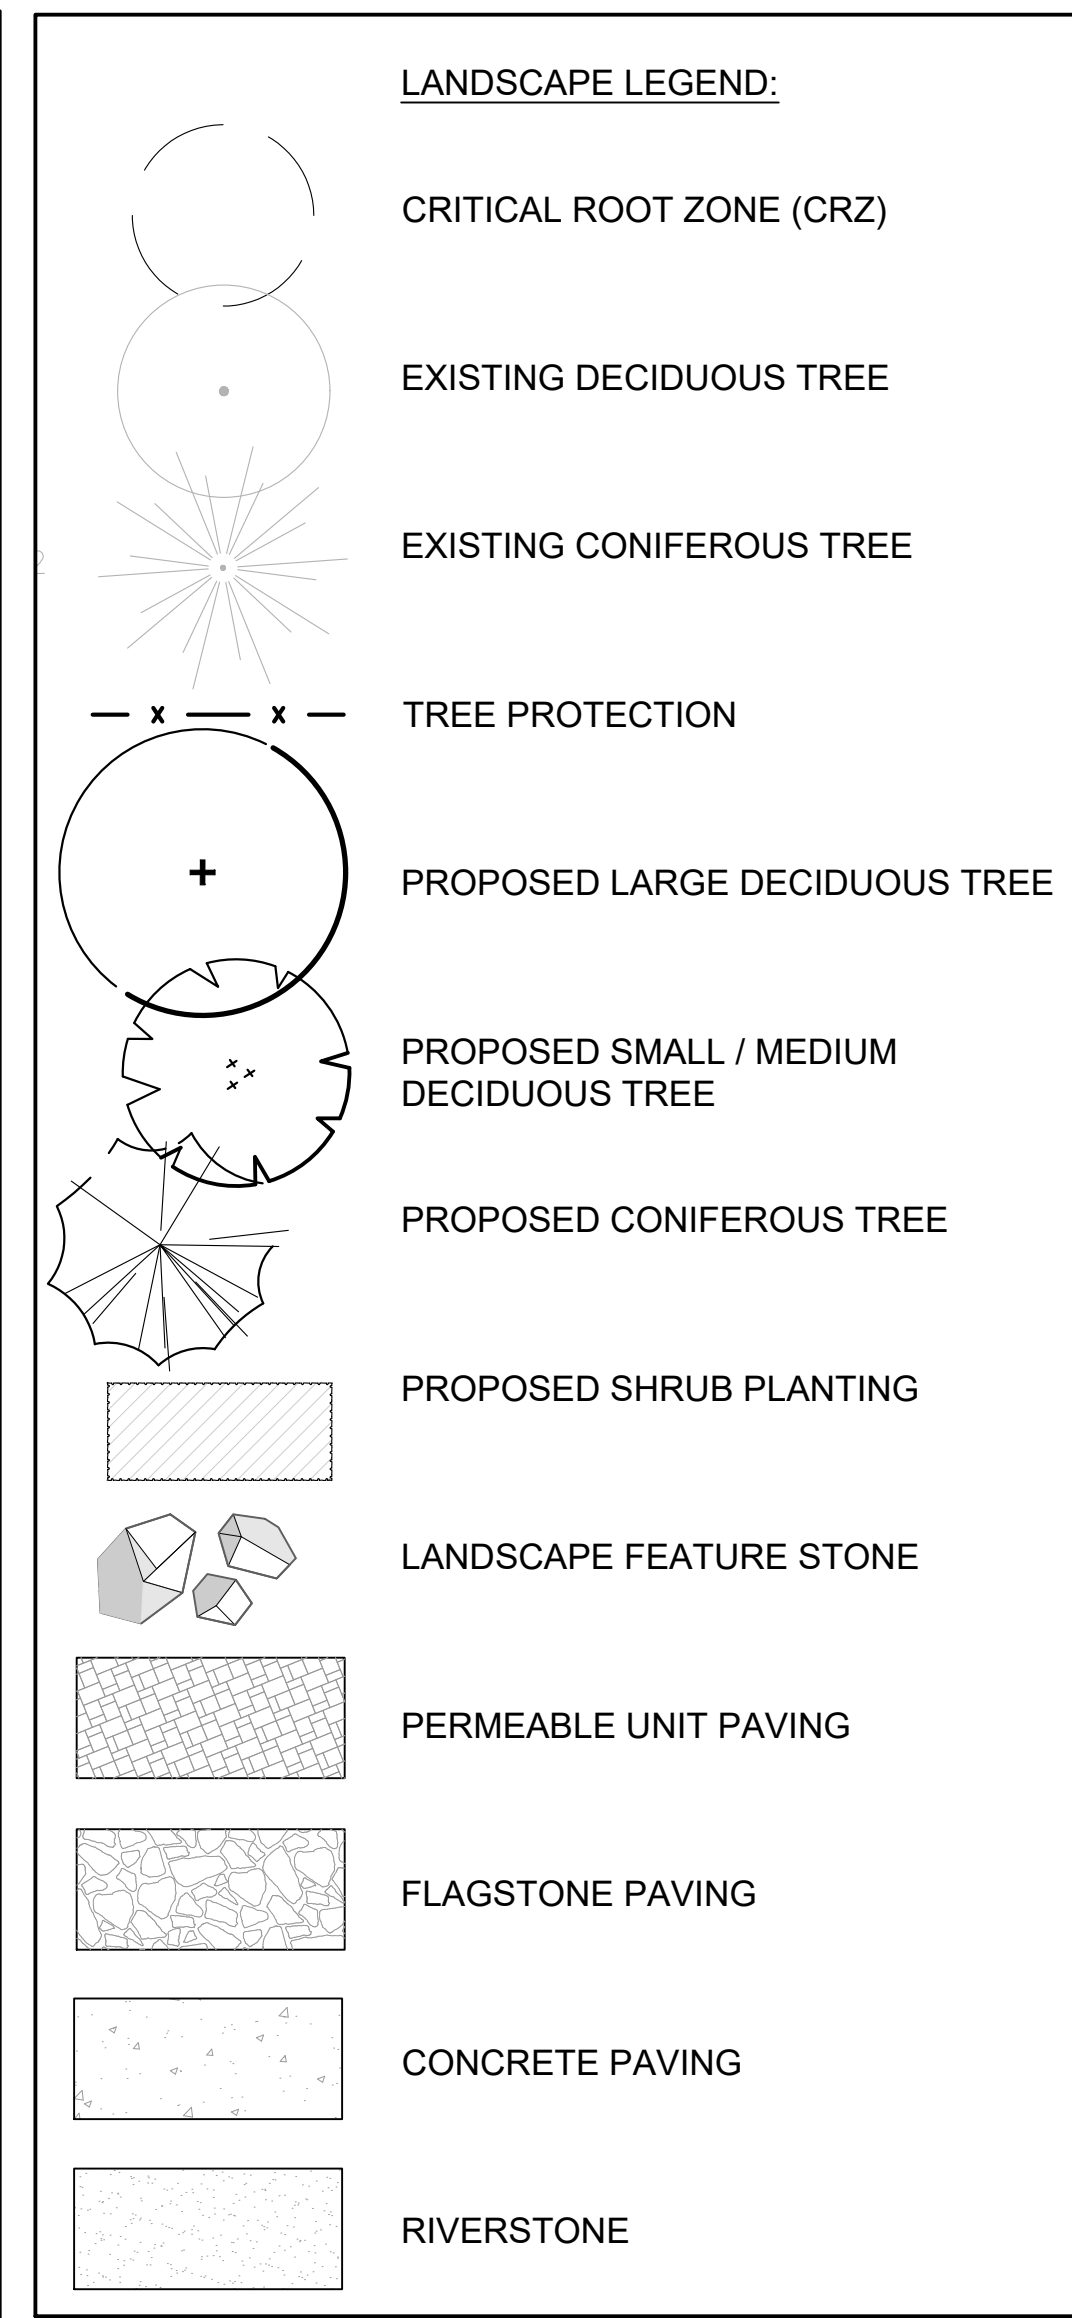 LANDSCAPE LEGEND:
CRITICAL ROOT ZONE (CRZ)
EXISTING DECIDUOUS TREE
EXISTING CONIFEROUS TREE
TREE PROTECTION
PROPOSED LARGE DECIDUOUS TREE
PROPOSED SMALL / MEDIUM
DECIDUOUS TREE
PROPOSED CONIFEROUS TREE
PROPOSED SHRUB PLANTING
LANDSCAPE FEATURE STONE
PERMEABLE UNIT PAVING
FLAGSTONE PAVING
CONCRETE PAVING
RIVERSTONE